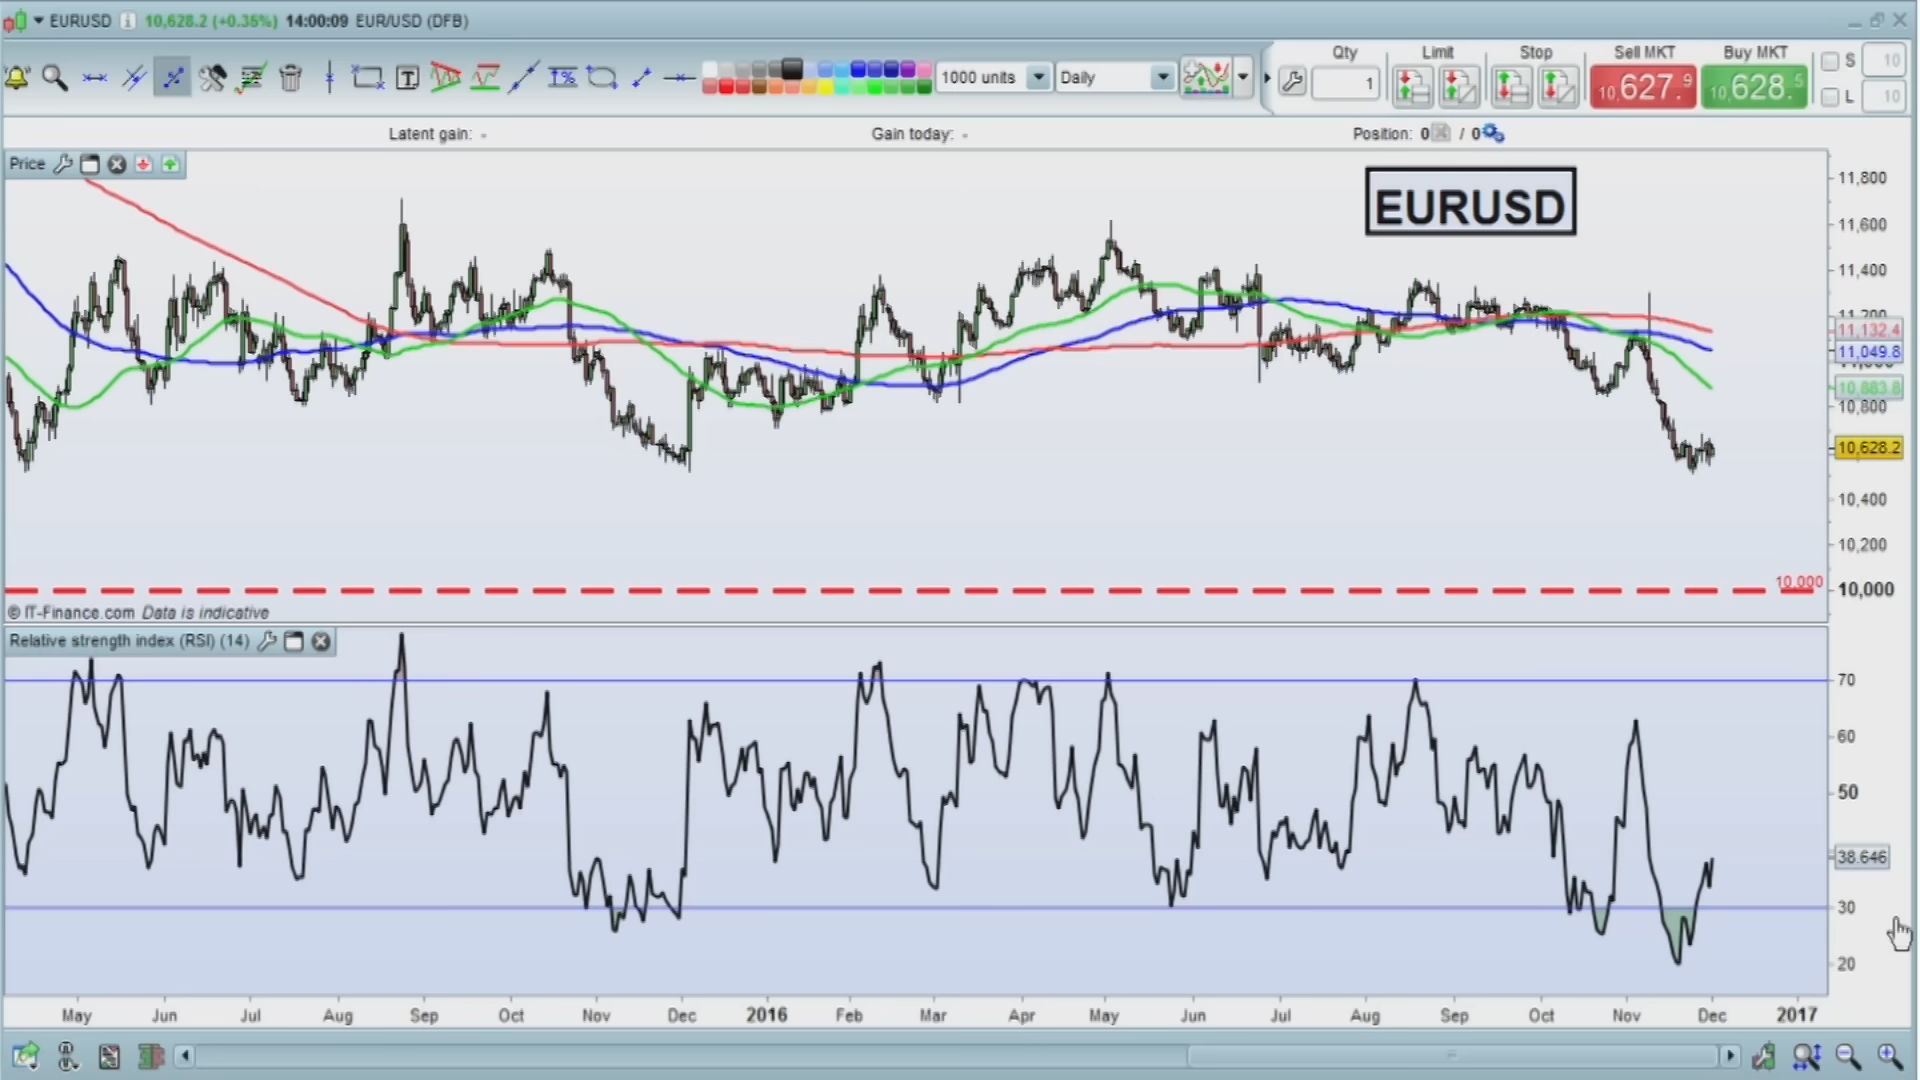 EURUSD 10,628.2 (+0.35%) 14:00:09 EUR/USD (DFB)
Qty Limit Stop Sell MKT Buy MKT
1000 units Daily 1 10,627.9 10,628.5 S 10
L 10
Latent gain: - Gain today: - Position: 0 / 0
Price
EURUSD
11,800
11,600
11,400
11,200
11,132.4
11,049.8
11,000
10,883.8
10,800
10,628.2
10,400
10,200
10,000
10,000
© IT-Finance.com Data is indicative
Relative strength index (RSI) (14)
70
60
50
38.646
30
20
May Jun Jul Aug Sep Oct Nov Dec 2016 Feb Mar Apr May Jun Jul Aug Sep Oct Nov Dec 2017